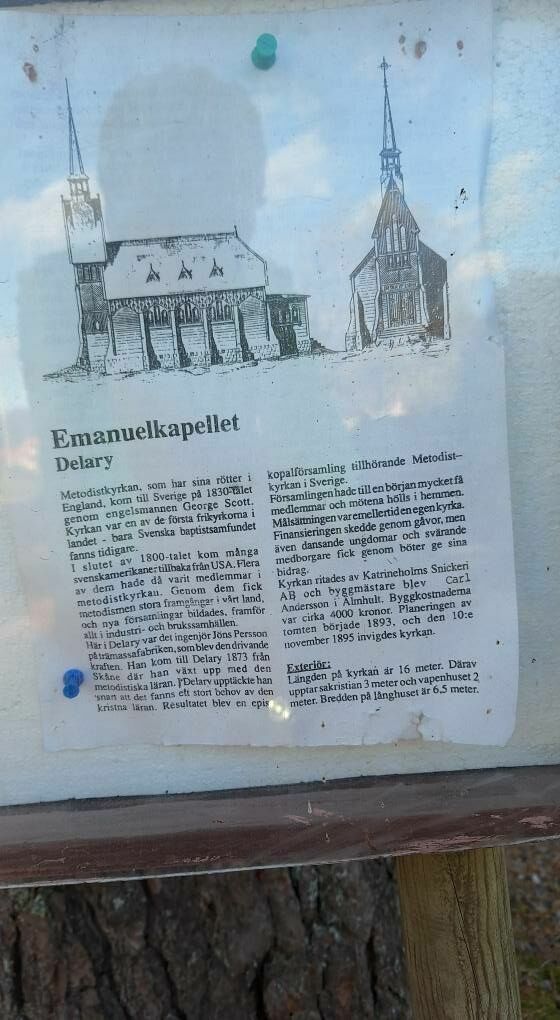 Emanuelkapellet
Delary
Metodistkyrkan, som har sina rötter i
England, kom till Sverige på 1830-talet
genom engelsmannen George Scott.
Kyrkan var en av de första frikyrkorna i
landet - bara Svenska baptistsamfundet
fanns tidigare.
I slutet av 1800-talet kom många
svenskamerikaner tillbaka från USA. Flera
av dem hade då varit medlemmar i
metodistkyrkan. Genom dem fick
metodismen stora framgångar i vårt land,
och nya församlingar bildades, framför
allt i industri- och brukssamhällen.
Här i Delary var det ingenjör Jöns Persson
på trämassafabriken, som blev den drivande
kraften. Han kom till Delary 1873 från
Skåne där han växt upp med den
metodistiska läran. I Delary upptäckte han
snart att det fanns ett stort behov av den
kristna läran. Resultatet blev en epis
kopalförsamling tillhörande Metodist-
kyrkan i Sverige.
Församlingen hade till en början mycket få
medlemmar och mötena hölls i hemmen.
Målsättningen var emellertid en egen kyrka.
Finansieringen skedde genom gåvor, men
även dansande ungdomar och svärande
medborgare fick genom böter ge sina
bidrag.
Kyrkan ritades av Katrineholms Snickeri
AB och byggmästare blev Carl
Andersson i Älmhult. Byggkostnaderna
var cirka 4000 kronor. Planeringen av
tomten började 1893, och den 10:e
november 1895 invigdes kyrkan.
Exteriör:
Längden på kyrkan är 16 meter. Därav
upptar sakristian 3 meter och vapenhuset 2
meter. Bredden på långhuset är 6,5 meter.